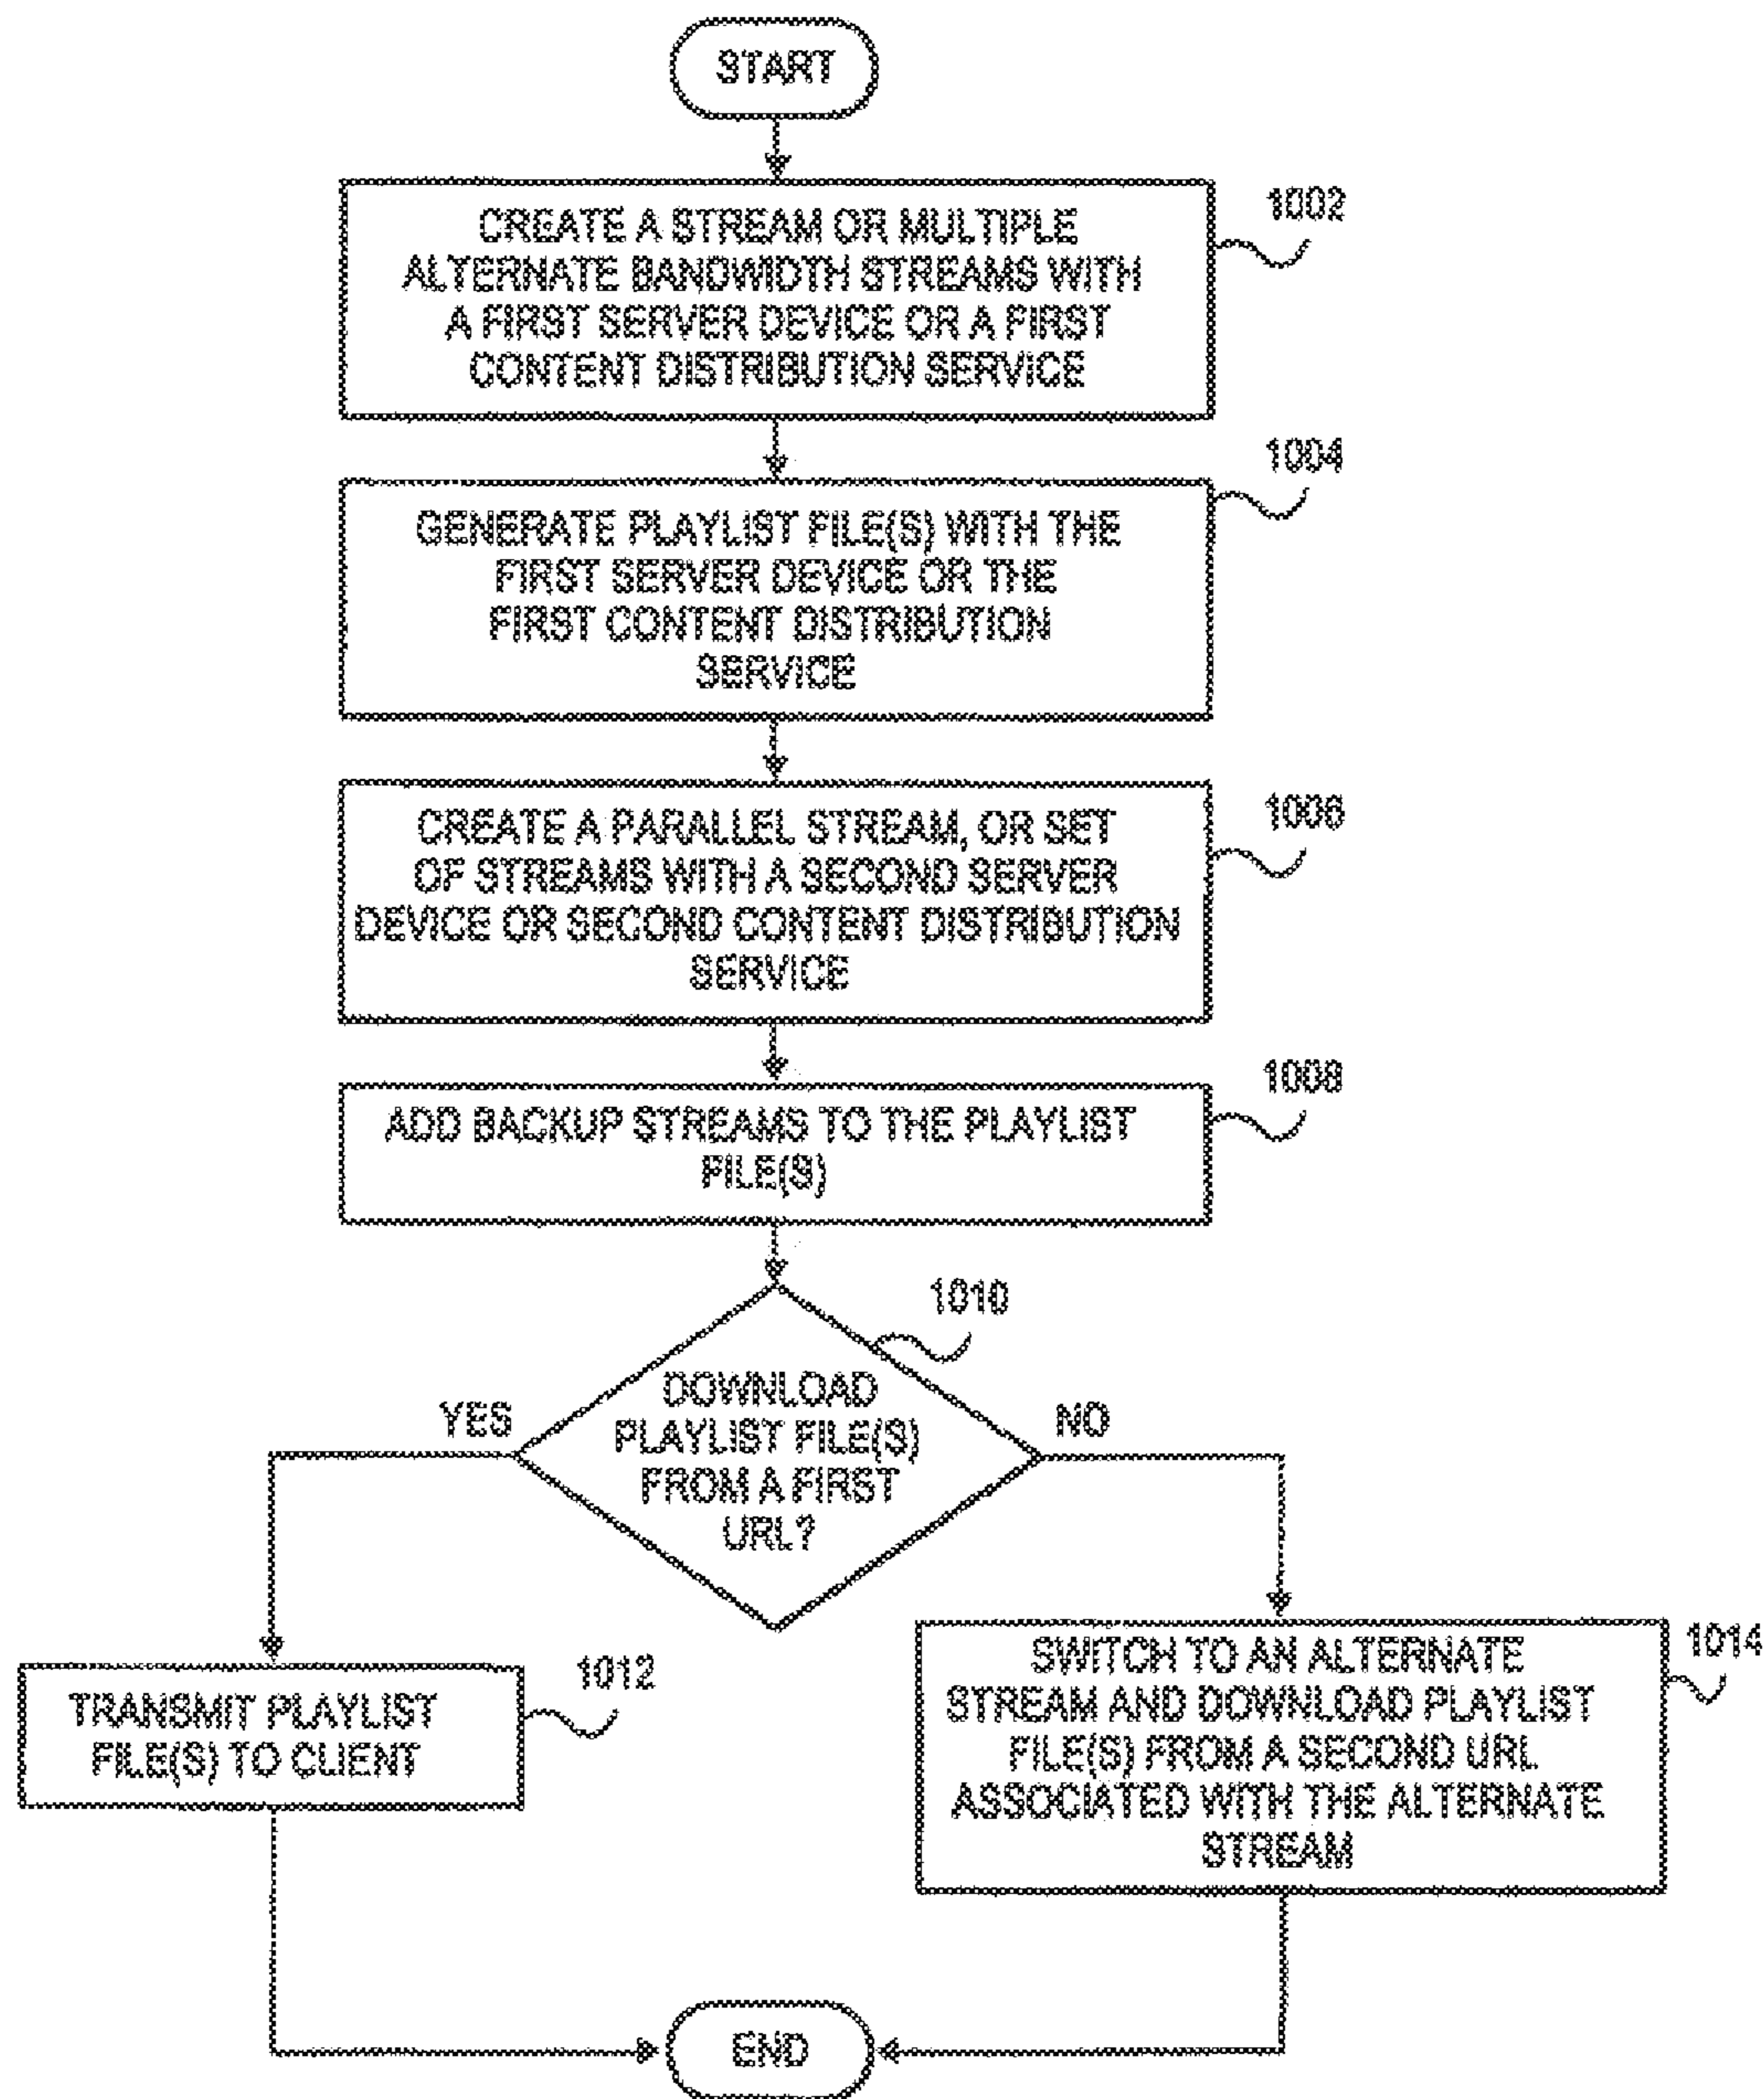 START
CREATE A STREAM OR MULTIPLE
ALTERNATE BANDWIDTH STREAMS WITH
A FIRST SERVER DEVICE OR A FIRST
CONTENT DISTRIBUTION SERVICE
1002
GENERATE PLAYLIST FILE(S) WITH THE
FIRST SERVER DEVICE OR THE
FIRST CONTENT DISTRIBUTION
SERVICE
1004
CREATE A PARALLEL STREAM, OR SET
OF STREAMS WITH A SECOND SERVER
DEVICE OR SECOND CONTENT DISTRIBUTION
SERVICE
1006
ADD BACKUP STREAMS TO THE PLAYLIST
FILE(S)
1008
1010
DOWNLOAD
PLAYLIST FILE(S)
FROM A FIRST
URL?
YES
NO
TRANSMIT PLAYLIST
FILE(S) TO CLIENT
1012
SWITCH TO AN ALTERNATE
STREAM AND DOWNLOAD PLAYLIST
FILE(S) FROM A SECOND URL
ASSOCIATED WITH THE ALTERNATE
STREAM
1014
END